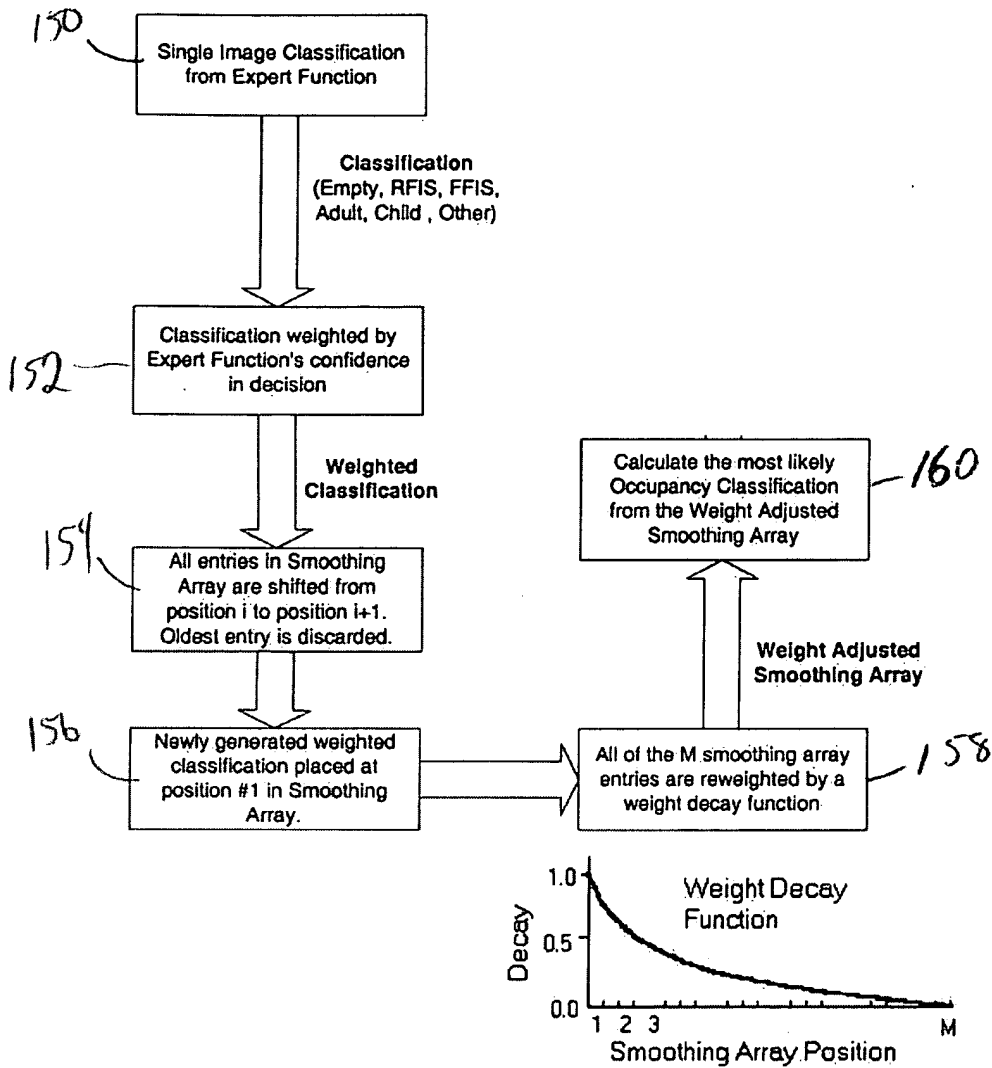 150
Single Image Classification
from Expert Function
Classification
(Empty, RFIS, FFIS,
Adult, Child , Other)
152
Classification weighted by
Expert Function's confidence
in decision
Weighted
Classification
154
All entries in Smoothing
Array are shifted from
position i to position i+1.
Oldest entry is discarded.
156
Newly generated weighted
classification placed at
position #1 in Smoothing
Array.
158
All of the M smoothing array
entries are reweighted by a
weight decay function
Weight Adjusted
Smoothing Array
160
Calculate the most likely
Occupancy Classification
from the Weight Adjusted
Smoothing Array
Weight Decay
Function
Decay
1.0
0.5
0.0
1 2 3 M
Smoothing Array Position